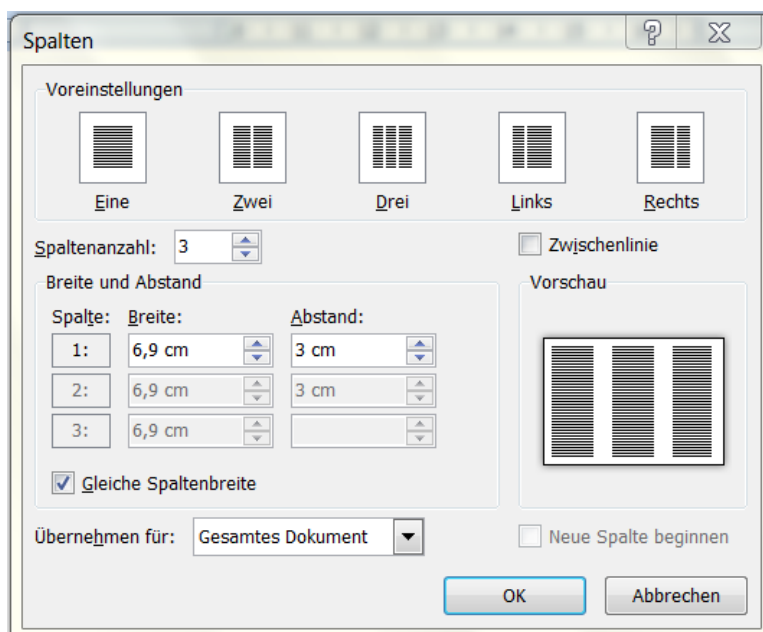 Spalten
Voreinstellungen
Eine Zwei Drei Links Rechts
Spaltenanzahl: 3
Zwischenlinie
Breite und Abstand
Spalte: Breite: Abstand:
1: 6,9 cm 3 cm
2: 6,9 cm 3 cm
3: 6,9 cm
Gleiche Spaltenbreite
Vorschau
Übernehmen für: Gesamtes Dokument
Neue Spalte beginnen
OK Abbrechen